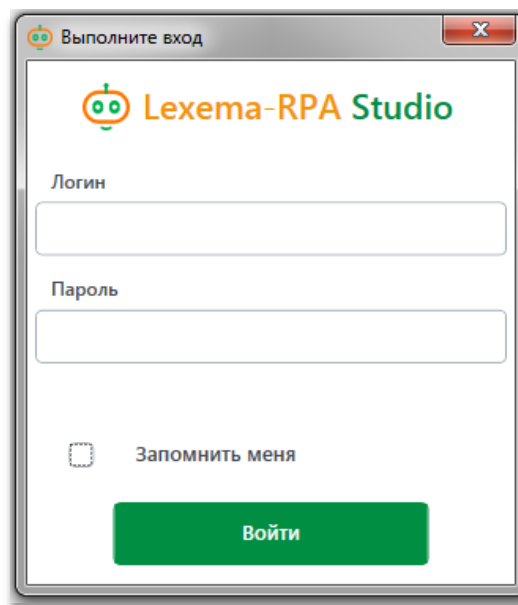 Выполните вход
Lexema-RPA Studio
Логин
Пароль
Запомнить меня
Войти